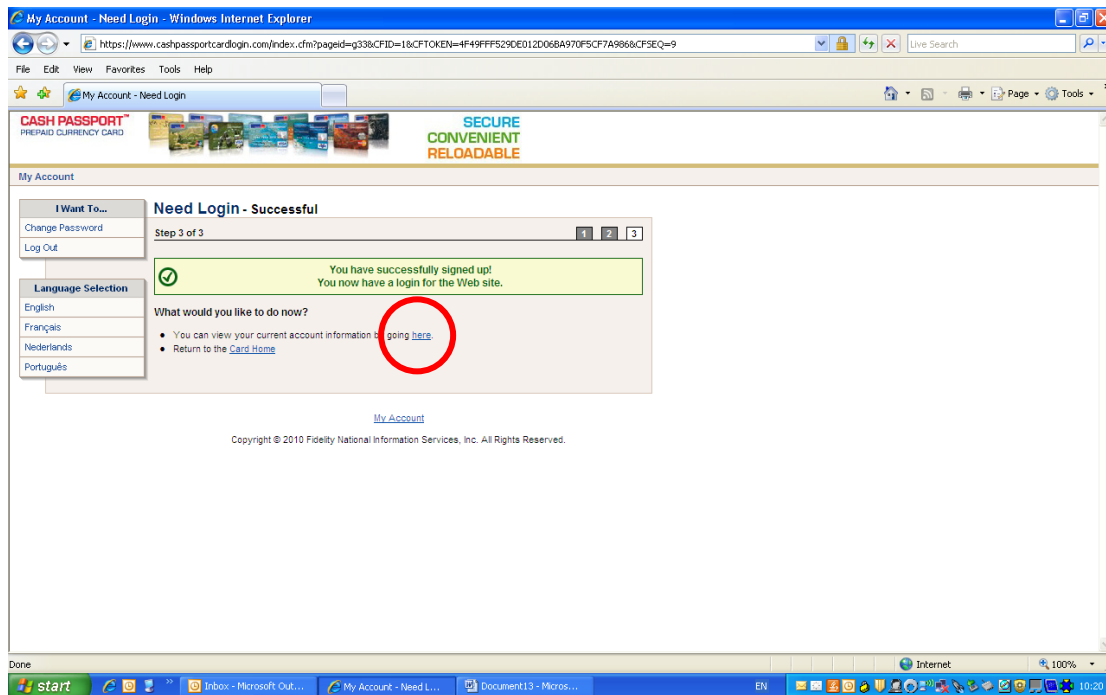 My Account - Need Login - Windows Internet Explorer
https://www.cashpassportcardlogin.com/index.cfm?pageid=g33&CFID=1&CFTOKEN=4F49FFF529DE012D06BA970F5CF7A986&CFSEQ=9
Live Search
File Edit View Favorites Tools Help
My Account - Need Login
Page Tools
CASH PASSPORT™
PREPAID CURRENCY CARD
SECURE
CONVENIENT
RELOADABLE
My Account
I Want To...
Change Password
Log Out
Language Selection
English
Français
Nederlands
Português
Need Login - Successful
Step 3 of 3
1 2 3
You have successfully signed up!
You now have a login for the Web site.
What would you like to do now?
You can view your current account information by going here.
Return to the Card Home
My Account
Copyright © 2010 Fidelity National Information Services, Inc. All Rights Reserved.
Done
Internet
100%
start
Inbox - Microsoft Out...
My Account - Need L...
Document13 - Micros...
EN
10:20